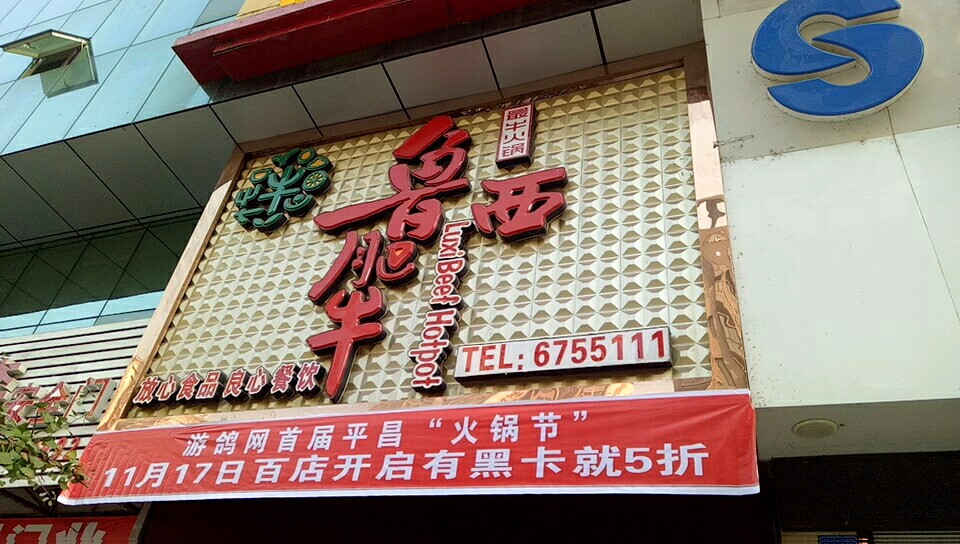 最牛火锅
鲁西
肥牛
Luxi Beef Hotpot
TEL: 6755111
放心食品 良心餐饮
游鸽网首届平昌“火锅节”
11月17日百店开启有黑卡就5折
S